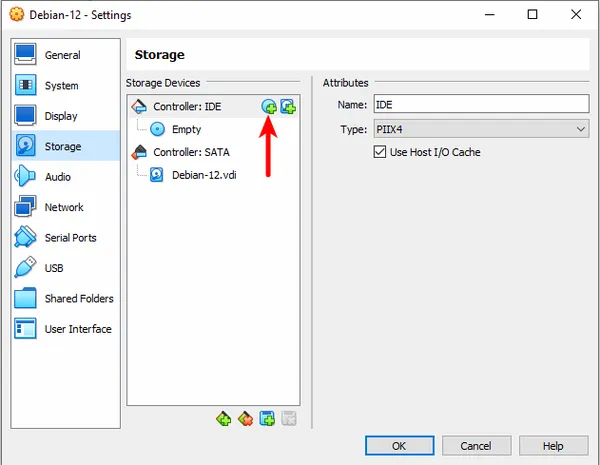 Debian-12 - Settings
General
System
Display
Storage
Audio
Network
Serial Ports
USB
Shared Folders
User Interface
Storage
Storage Devices
Controller: IDE
Empty
Controller: SATA
Debian-12.vdi
Attributes
Name: IDE
Type: PIIX4
Use Host I/O Cache
OK Cancel Help